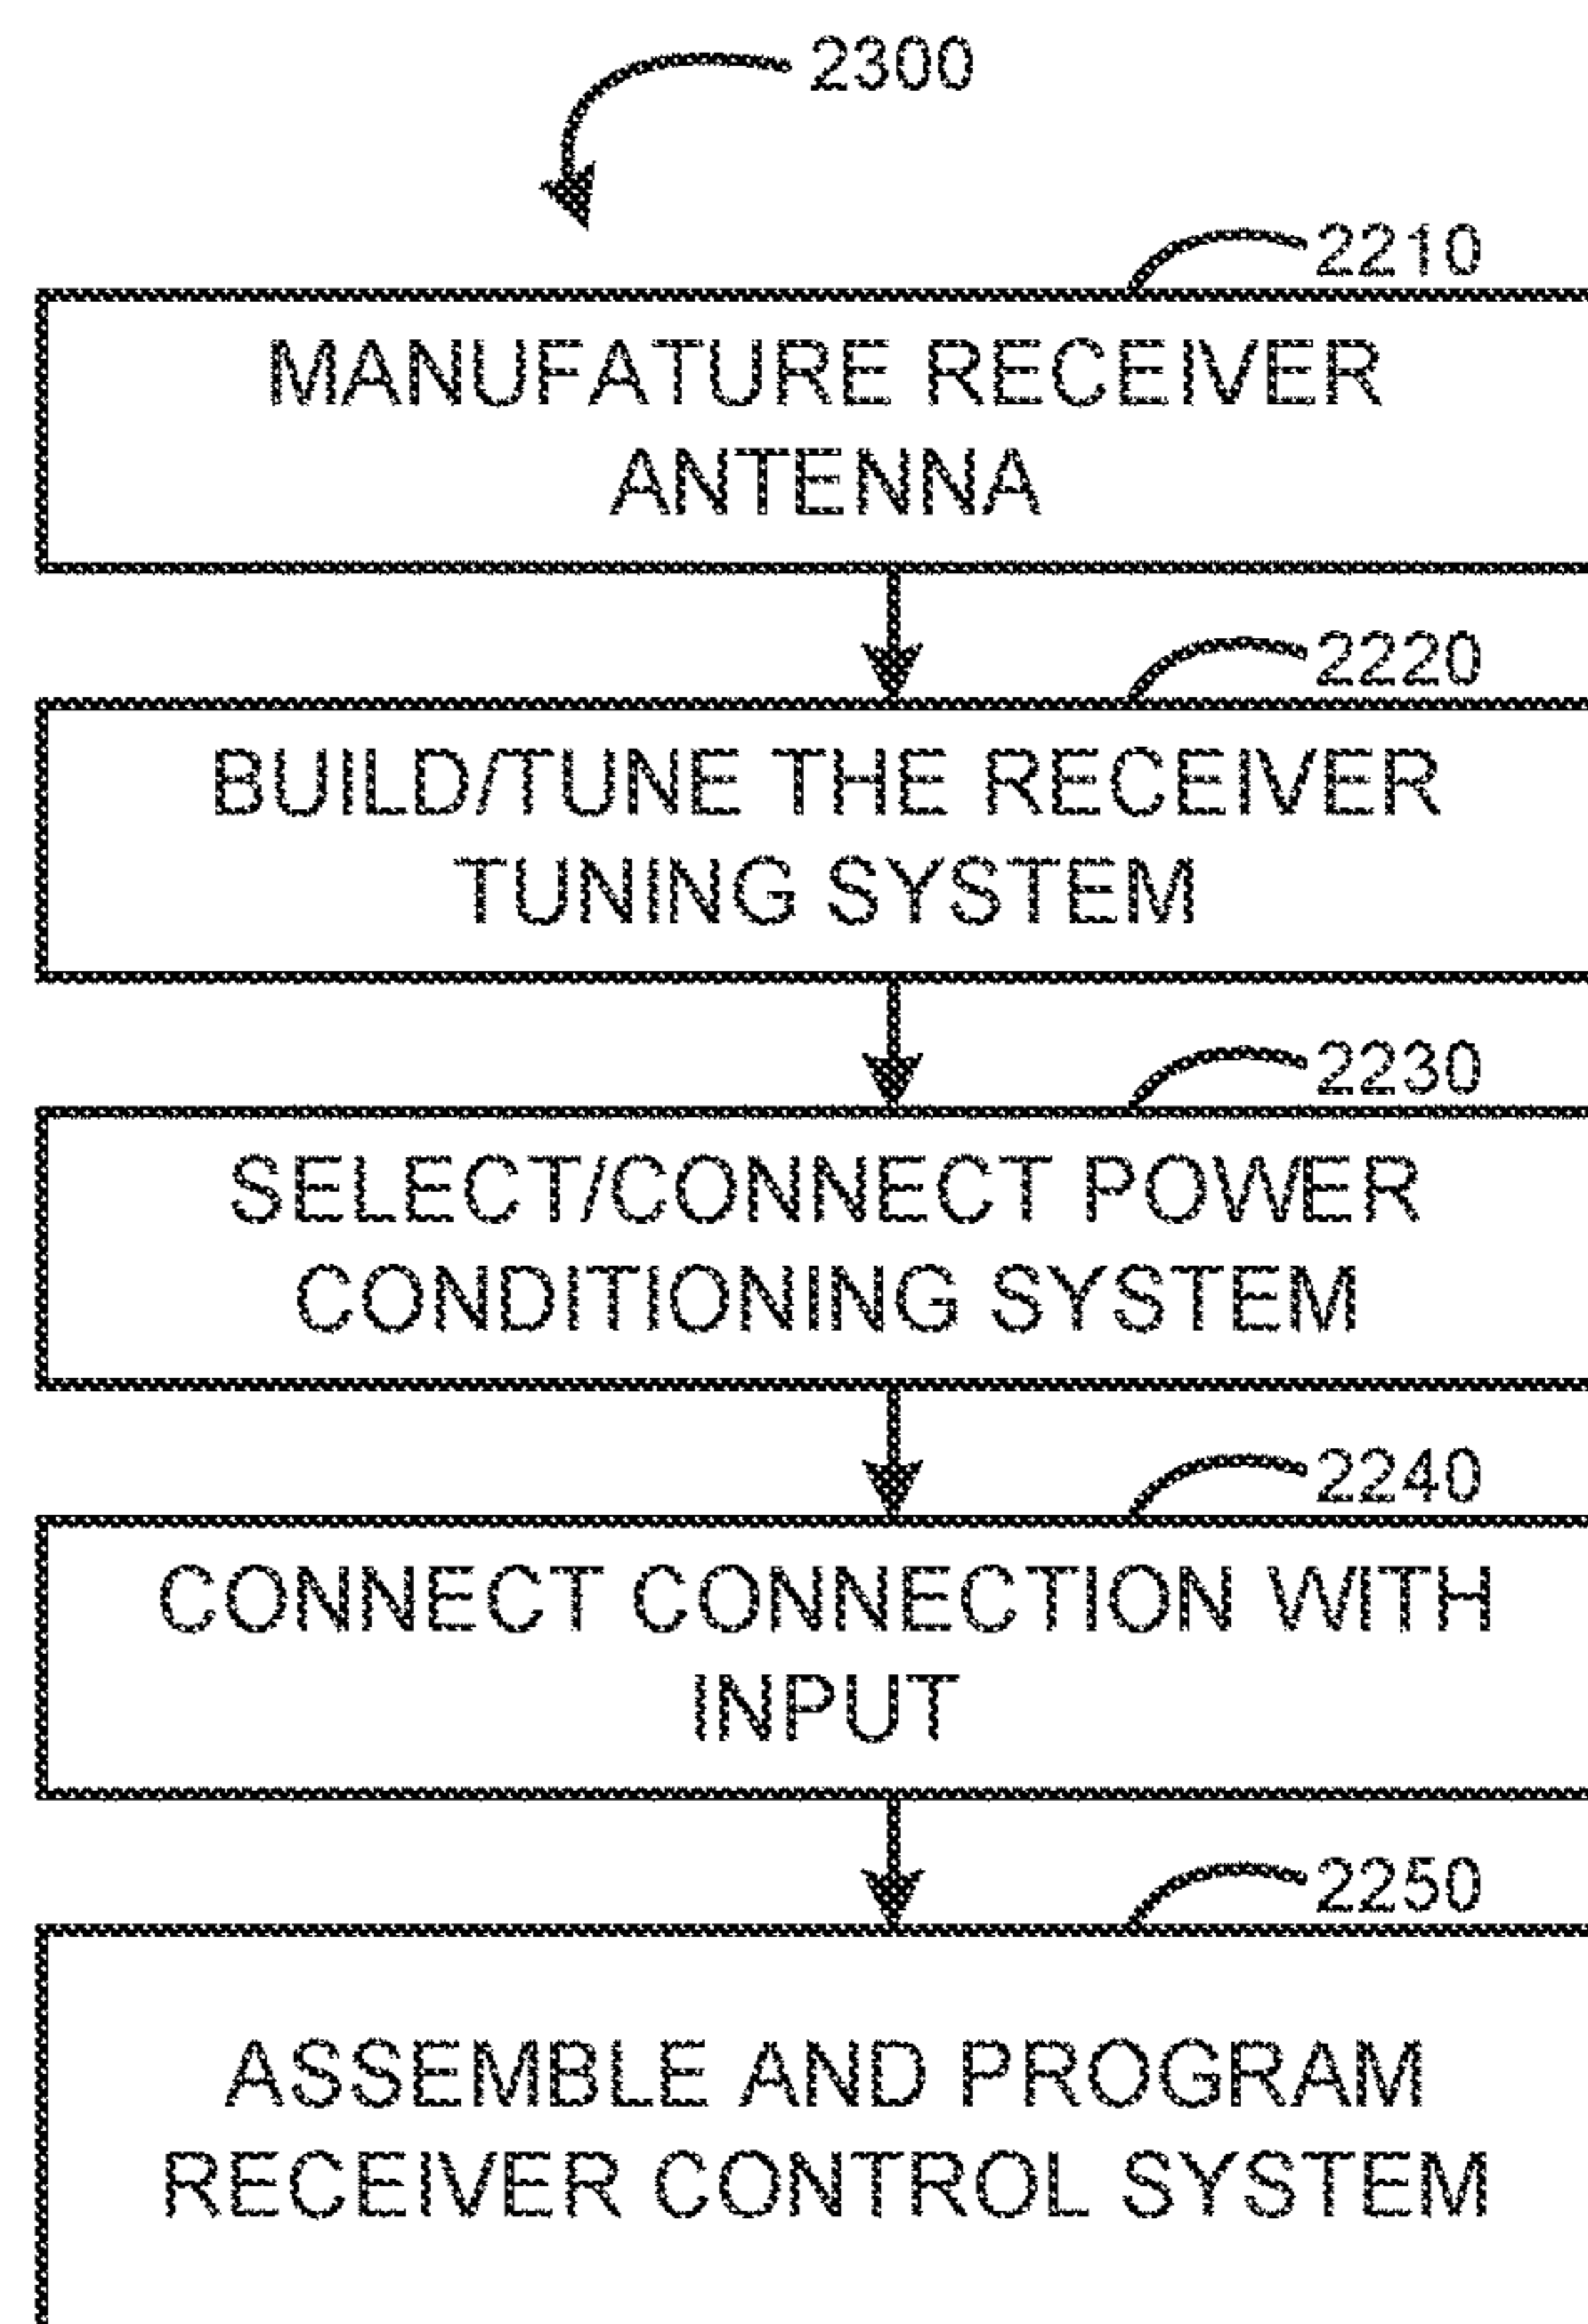 2300
2210
MANUFATURE RECEIVER
ANTENNA
2220
BUILD/TUNE THE RECEIVER
TUNING SYSTEM
2230
SELECT/CONNECT POWER
CONDITIONING SYSTEM
2240
CONNECT CONNECTION WITH
INPUT
2250
ASSEMBLE AND PROGRAM
RECEIVER CONTROL SYSTEM